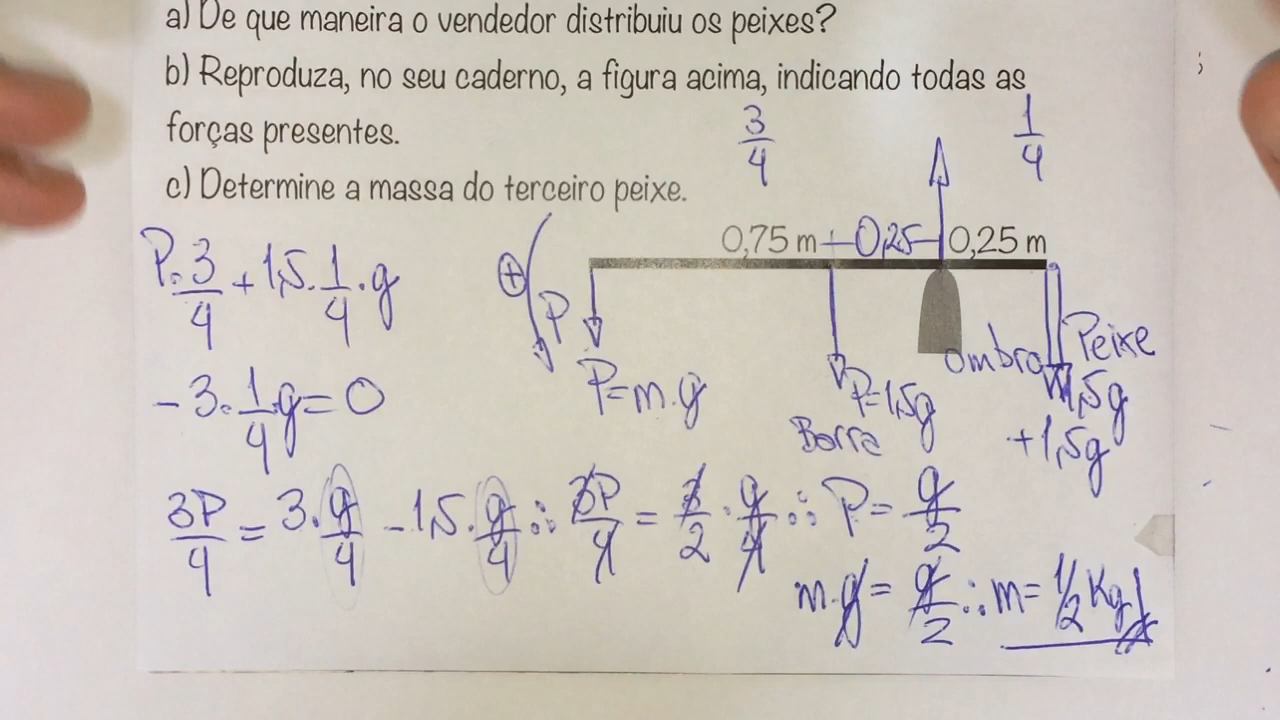 a) De que maneira o vendedor distribuiu os peixes?
b) Reproduza, no seu caderno, a figura acima, indicando todas as
forças presentes.
c) Determine a massa do terceiro peixe.
3/4
1/4
0,75 m 0,25 0,25 m
P·3/4 + 1,5·1/4·g
- 3·1/4 g = 0
⊕
P
P = m.g
P = 1,5g
Barra
ombro
Peixe
1,5g
+1,5g
3P/4 = 3·g/4 - 1,5·g/4 ∴ 3P/4 = 3/2·g/4 ∴ P = g/2
m.g = g/2 ∴ m = 1/2 Kg